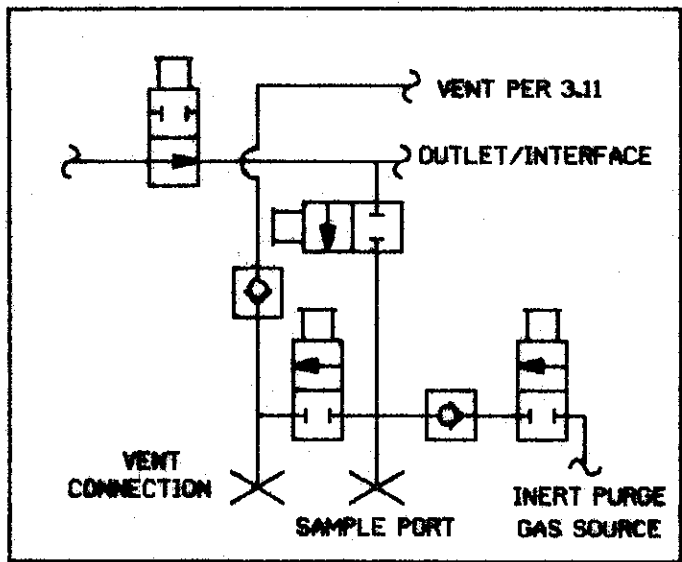 VENT PER 3.11
OUTLET/INTERFACE
VENT
CONNECTION
SAMPLE PORT
INERT PURGE
GAS SOURCE